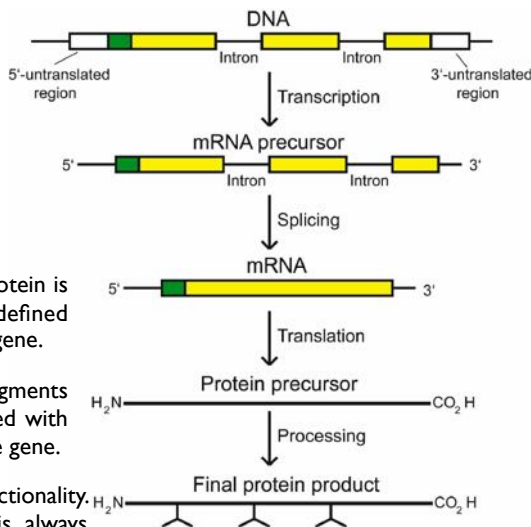 DNA
Intron Intron
5'-untranslated region
3'-untranslated region
Transcription
mRNA precursor
5' 3'
Intron Intron
Splicing
mRNA
5' 3'
otein is
defined
gene.
Translation
gments
ed with
e gene.
Protein precursor
H₂N CO₂H
Processing
ctionality.
is always
Final protein product
H₂N CO₂H